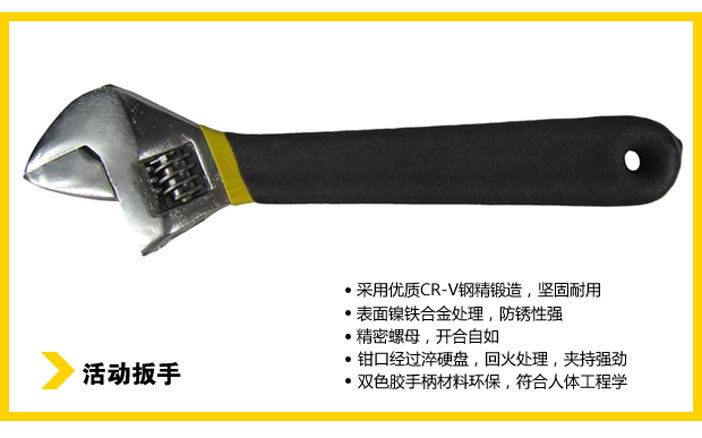 • 采用优质CR-V钢精锻造，坚固耐用
• 表面镍铁合金处理，防锈性强
• 精密螺母，开合自如
• 钳口经过淬硬盘，回火处理，夹持强劲
• 双色胶手柄材料环保，符合人体工程学
活动扳手